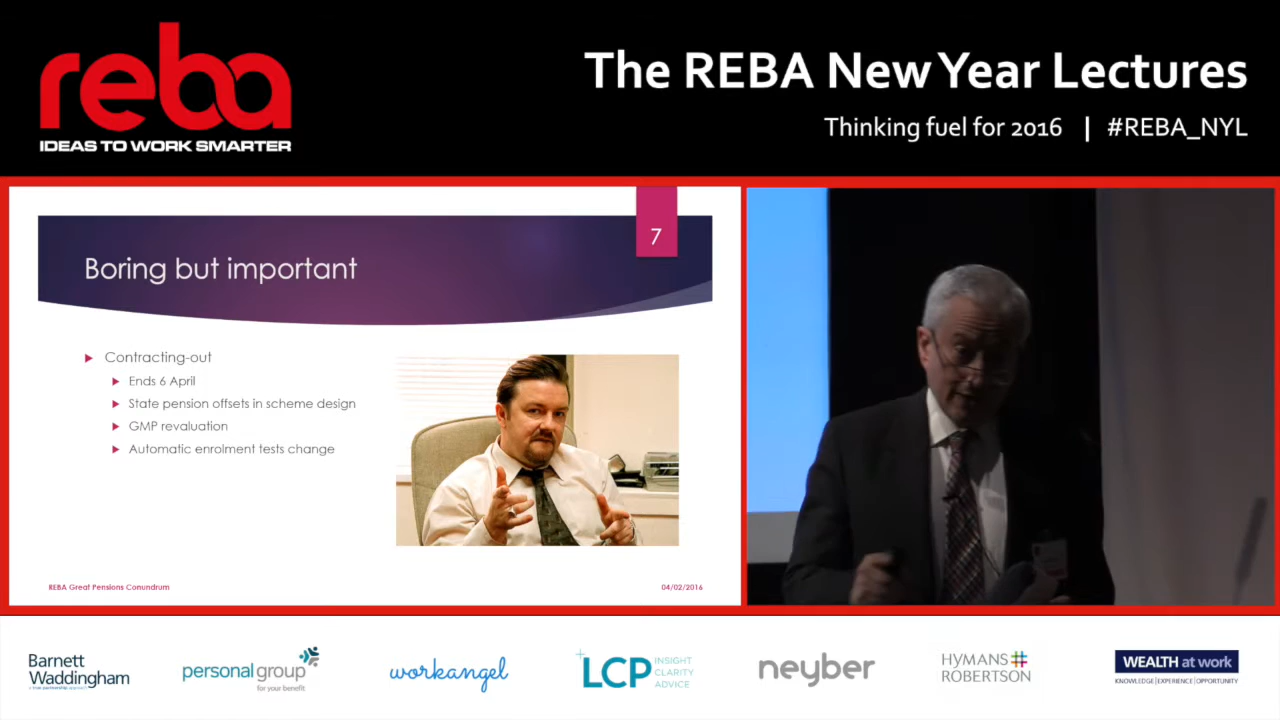 reba
IDEAS TO WORK SMARTER
The REBA New Year Lectures
Thinking fuel for 2016 | #REBA_NYL
7
Boring but important
Contracting-out
Ends 6 April
State pension offsets in scheme design
GMP revaluation
Automatic enrolment tests change
REBA Great Pensions Conundrum
04/02/2016
Barnett
Waddingham
a true partnership approach
personal group
for your benefit
workangel
LCP
INSIGHT
CLARITY
ADVICE
neyber
HYMANS
ROBERTSON
WEALTH at work
KNOWLEDGE | EXPERIENCE | OPPORTUNITY